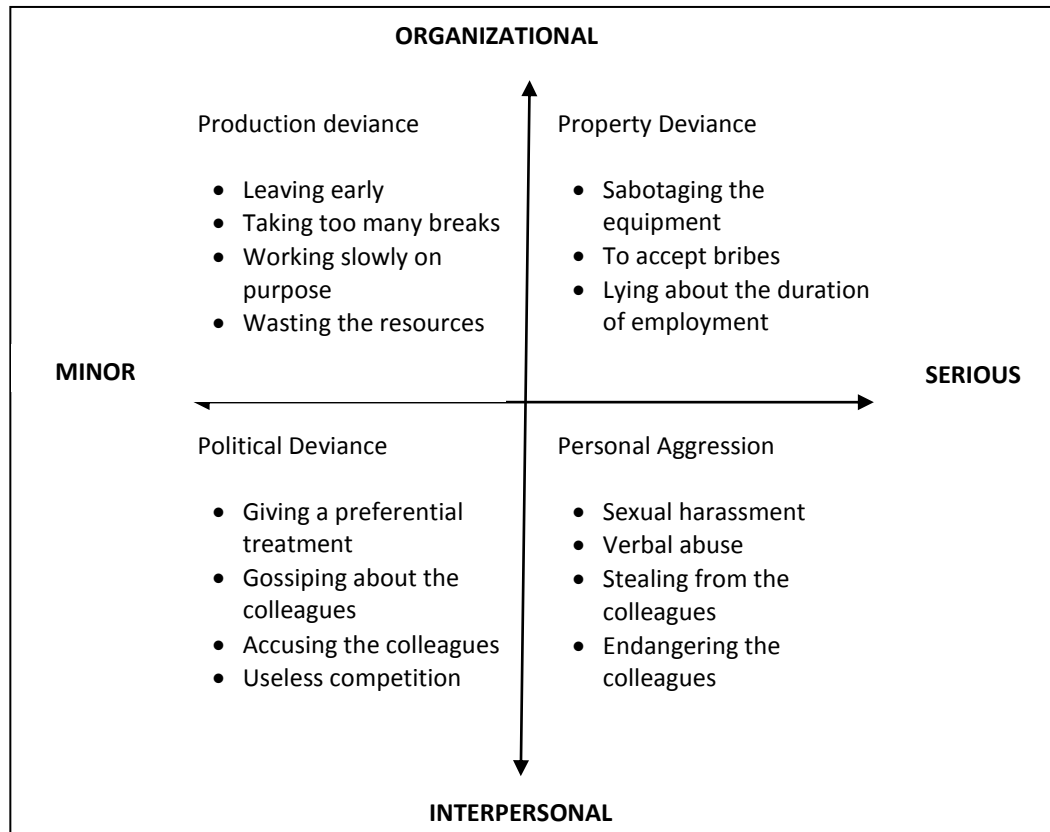 ORGANIZATIONAL
Production deviance
• Leaving early
• Taking too many breaks
• Working slowly on
purpose
• Wasting the resources
Property Deviance
• Sabotaging the
equipment
• To accept bribes
• Lying about the duration
of employment
MINOR
SERIOUS
Political Deviance
• Giving a preferential
treatment
• Gossiping about the
colleagues
• Accusing the colleagues
• Useless competition
Personal Aggression
• Sexual harassment
• Verbal abuse
• Stealing from the
colleagues
• Endangering the
colleagues
INTERPERSONAL